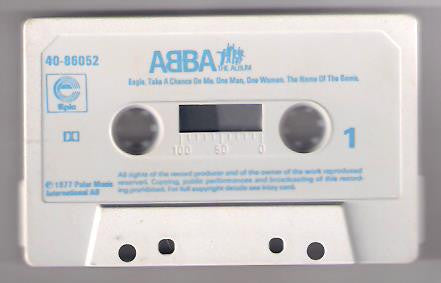 40-86052
ABBA
THE ALBUM
Eagle. Take A Chance On Me. One Man, One Woman. The Name Of The Game.
Epic
1
100 50 0
All rights of the record producer and of the owner of the work reproduced
reserved. Copying, public performances and broadcasting of this record-
ing prohibited. For full copyright details see inlay card.
1977 Polar Music
International AB